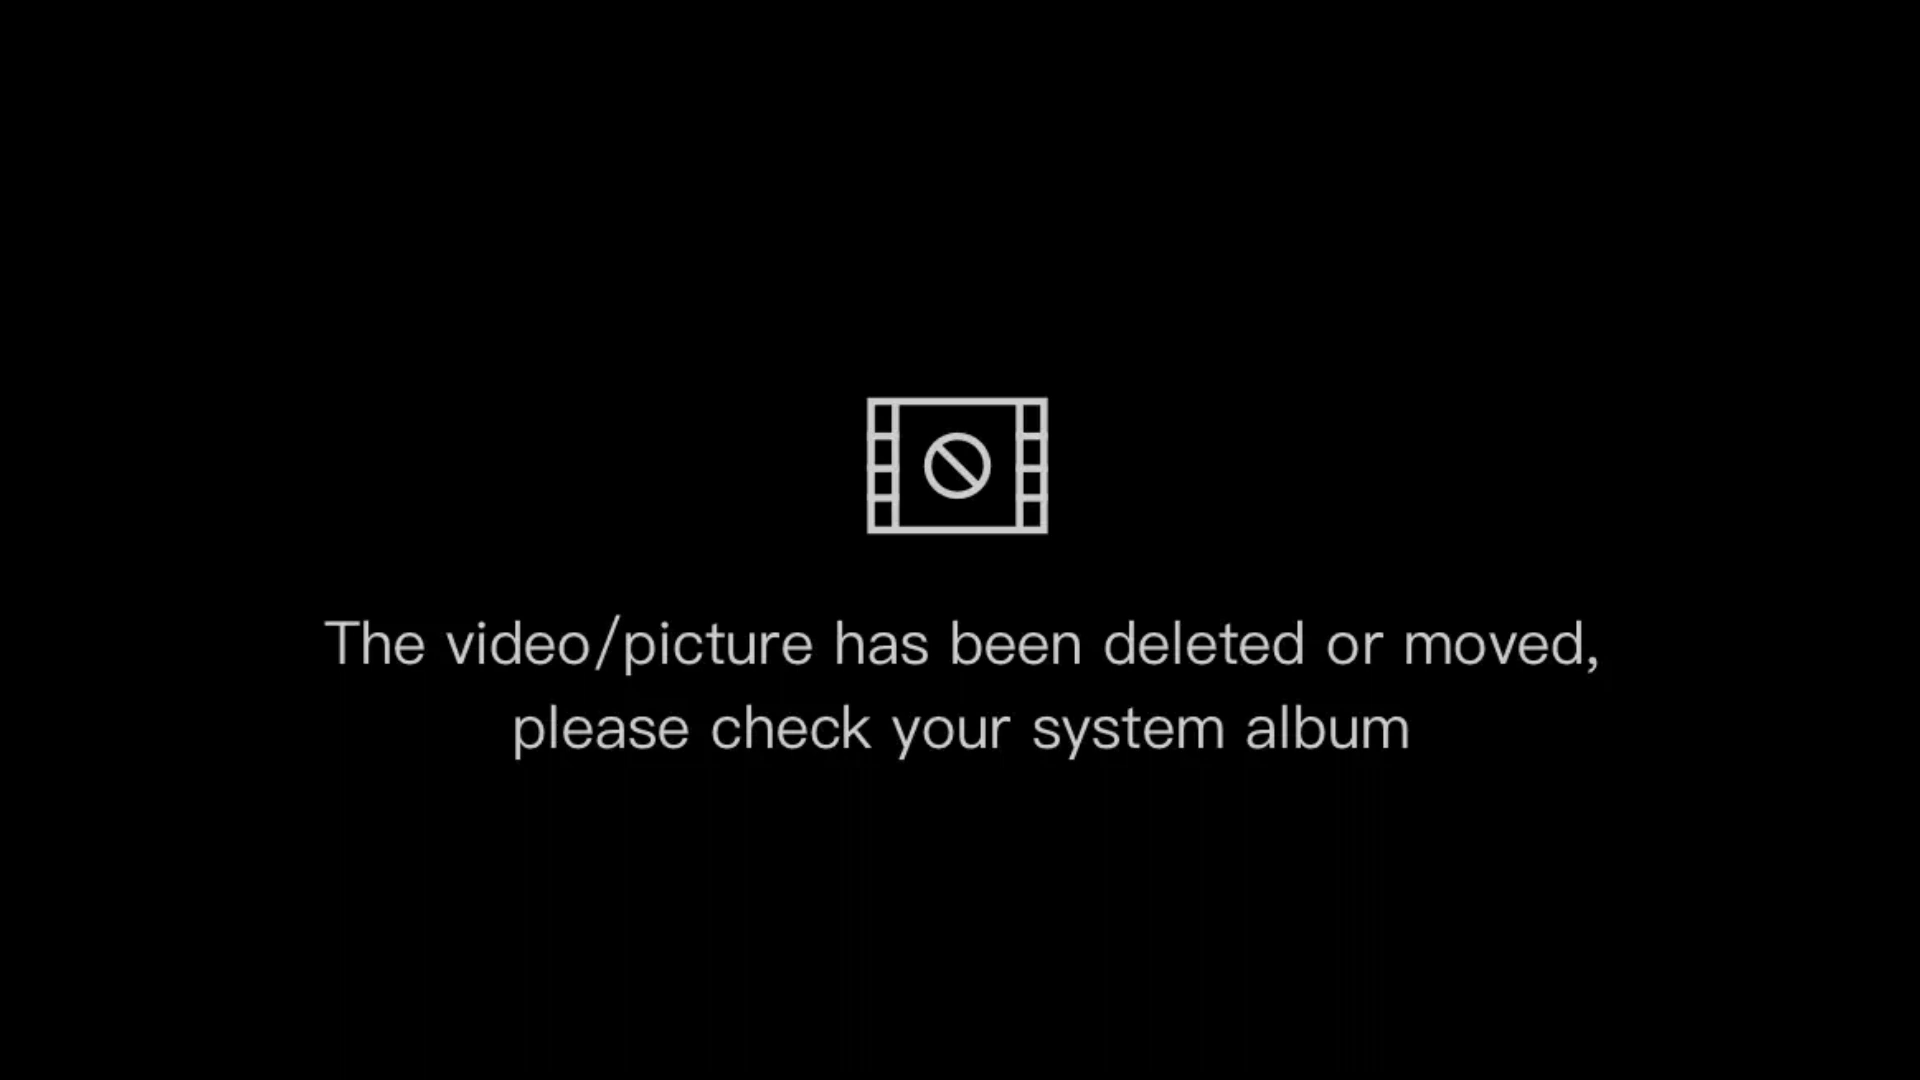 The video/picture has been deleted or moved,
please check your system album